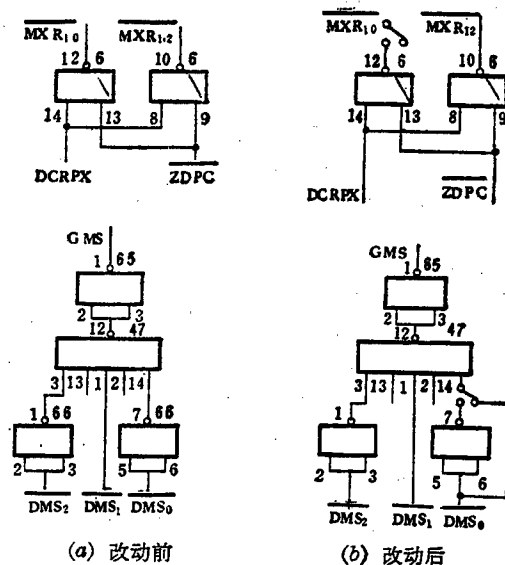 MXR₁₀ MXR₁.₂
12 6 10 6
14 13 8 9
DCRPX ZDPC
GMS
1 65
2 3
12 47
3 13 1 2 14
1 66 7 66
2 3 5 6
DMS₂ DMS₁ DMS₀
(a) 改动前
MXR₁₀ MXR₁₂
12 6 10 6
14 13 8 9
DCRPX ZDPC
GMS
1 65
2 3
12 47
3 13 1 2 14
1 7
2 3 5 6
DMS₂ DMS₁ DMS₀
(b) 改动后